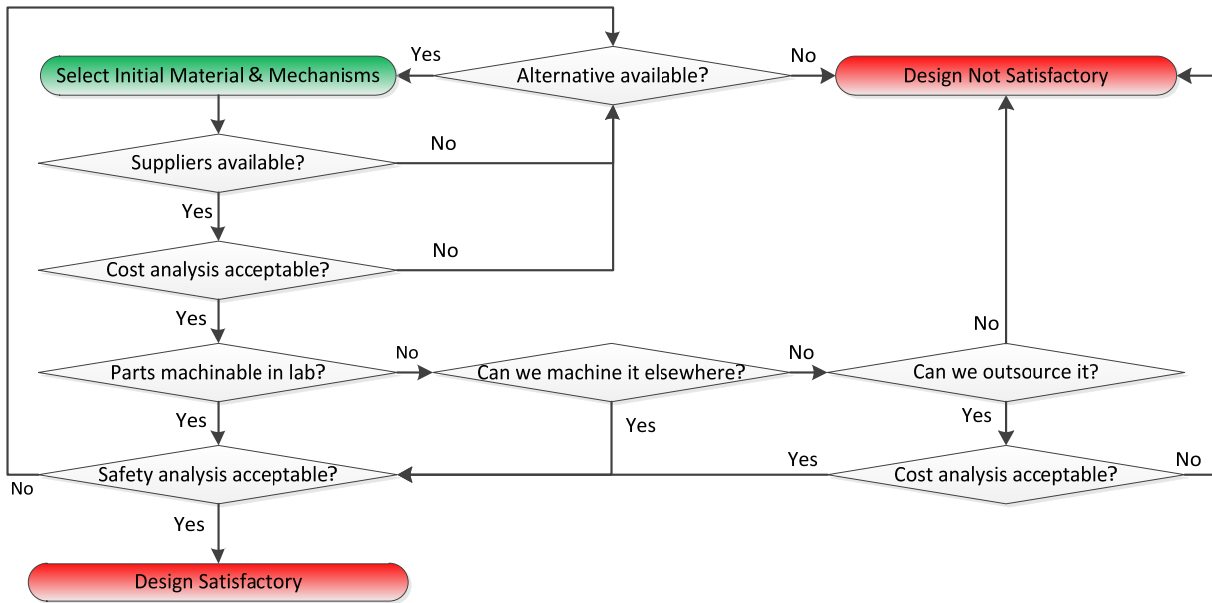 Yes
No
Select Initial Material & Mechanisms
Alternative available?
Design Not Satisfactory
No
Suppliers available?
Yes
No
Cost analysis acceptable?
Yes
No
No
No
Parts machinable in lab?
Can we machine it elsewhere?
Can we outsource it?
Yes
Yes
Yes
Yes
No
Safety analysis acceptable?
Cost analysis acceptable?
No
Yes
Design Satisfactory